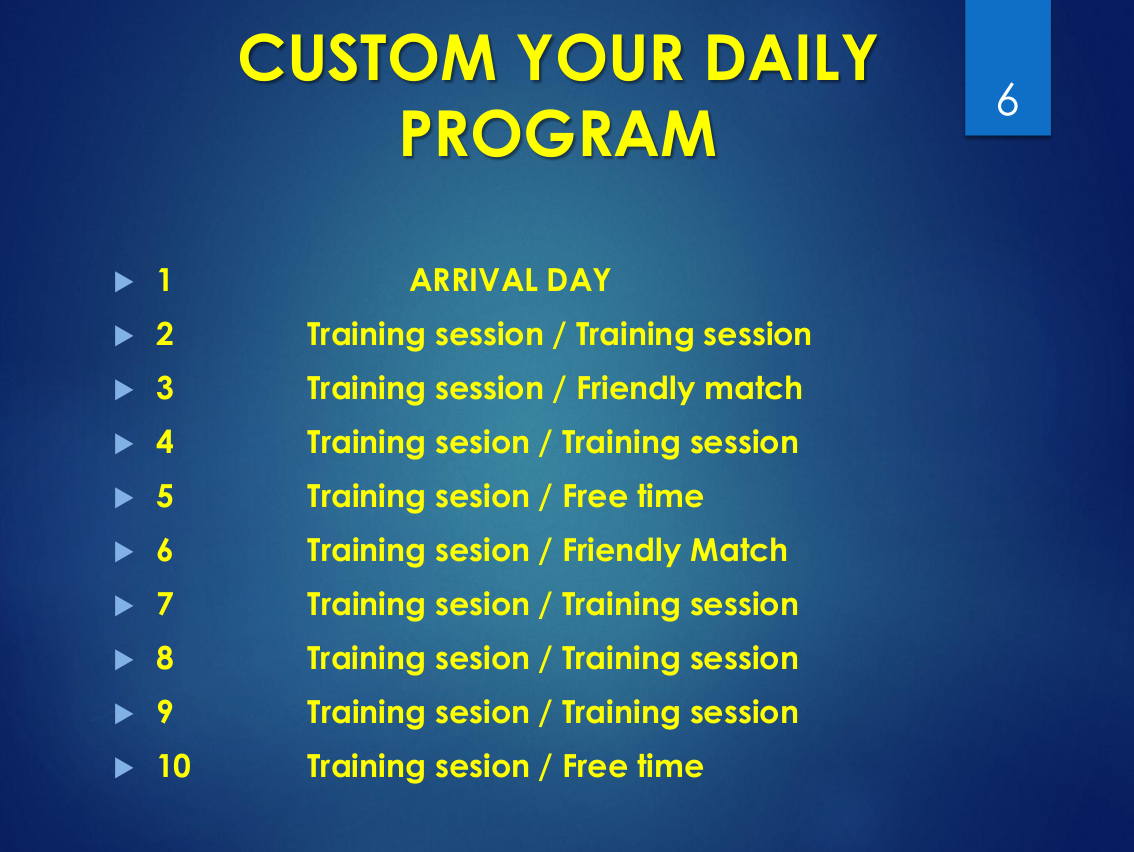 CUSTOM YOUR DAILY
PROGRAM
6
1 ARRIVAL DAY
2 Training session / Training session
3 Training session / Friendly match
4 Training sesion / Training session
5 Training sesion / Free time
6 Training sesion / Friendly Match
7 Training sesion / Training session
8 Training sesion / Training session
9 Training sesion / Training session
10 Training sesion / Free time